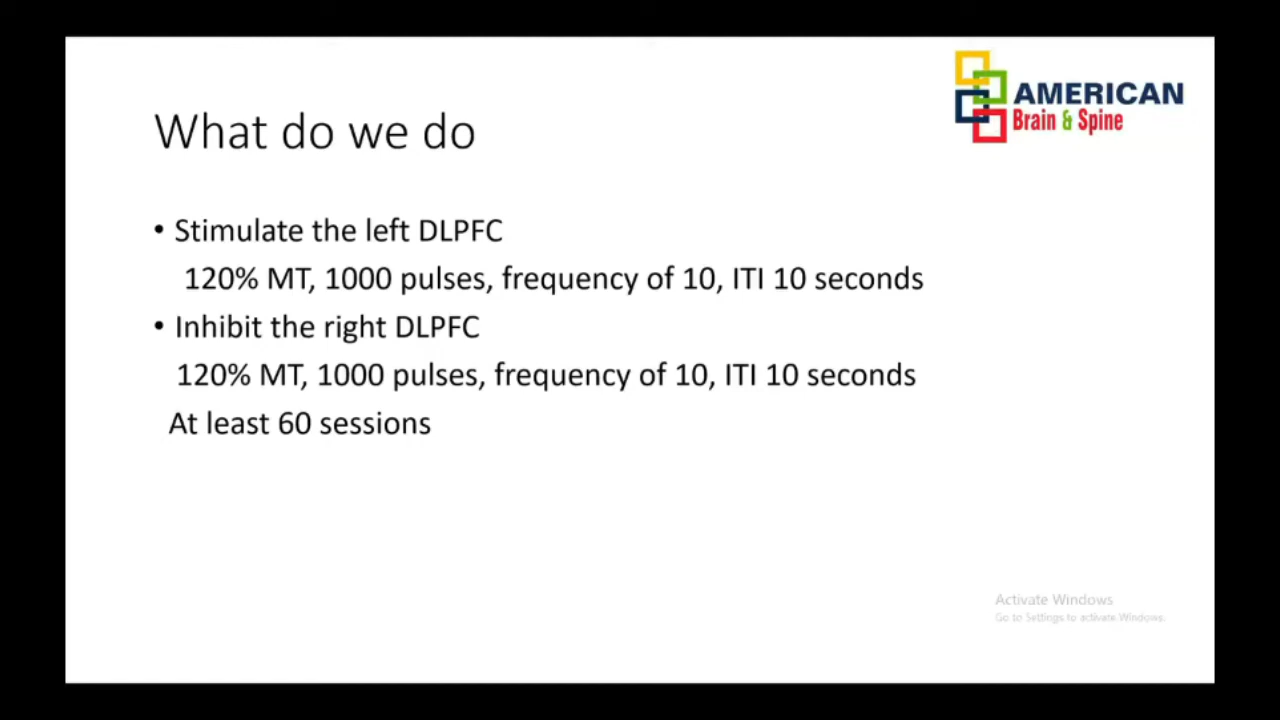 AMERICAN
Brain & Spine
What do we do
• Stimulate the left DLPFC
120% MT, 1000 pulses, frequency of 10, ITI 10 seconds
• Inhibit the right DLPFC
120% MT, 1000 pulses, frequency of 10, ITI 10 seconds
At least 60 sessions
Activate Windows
Go to Settings to activate Windows.